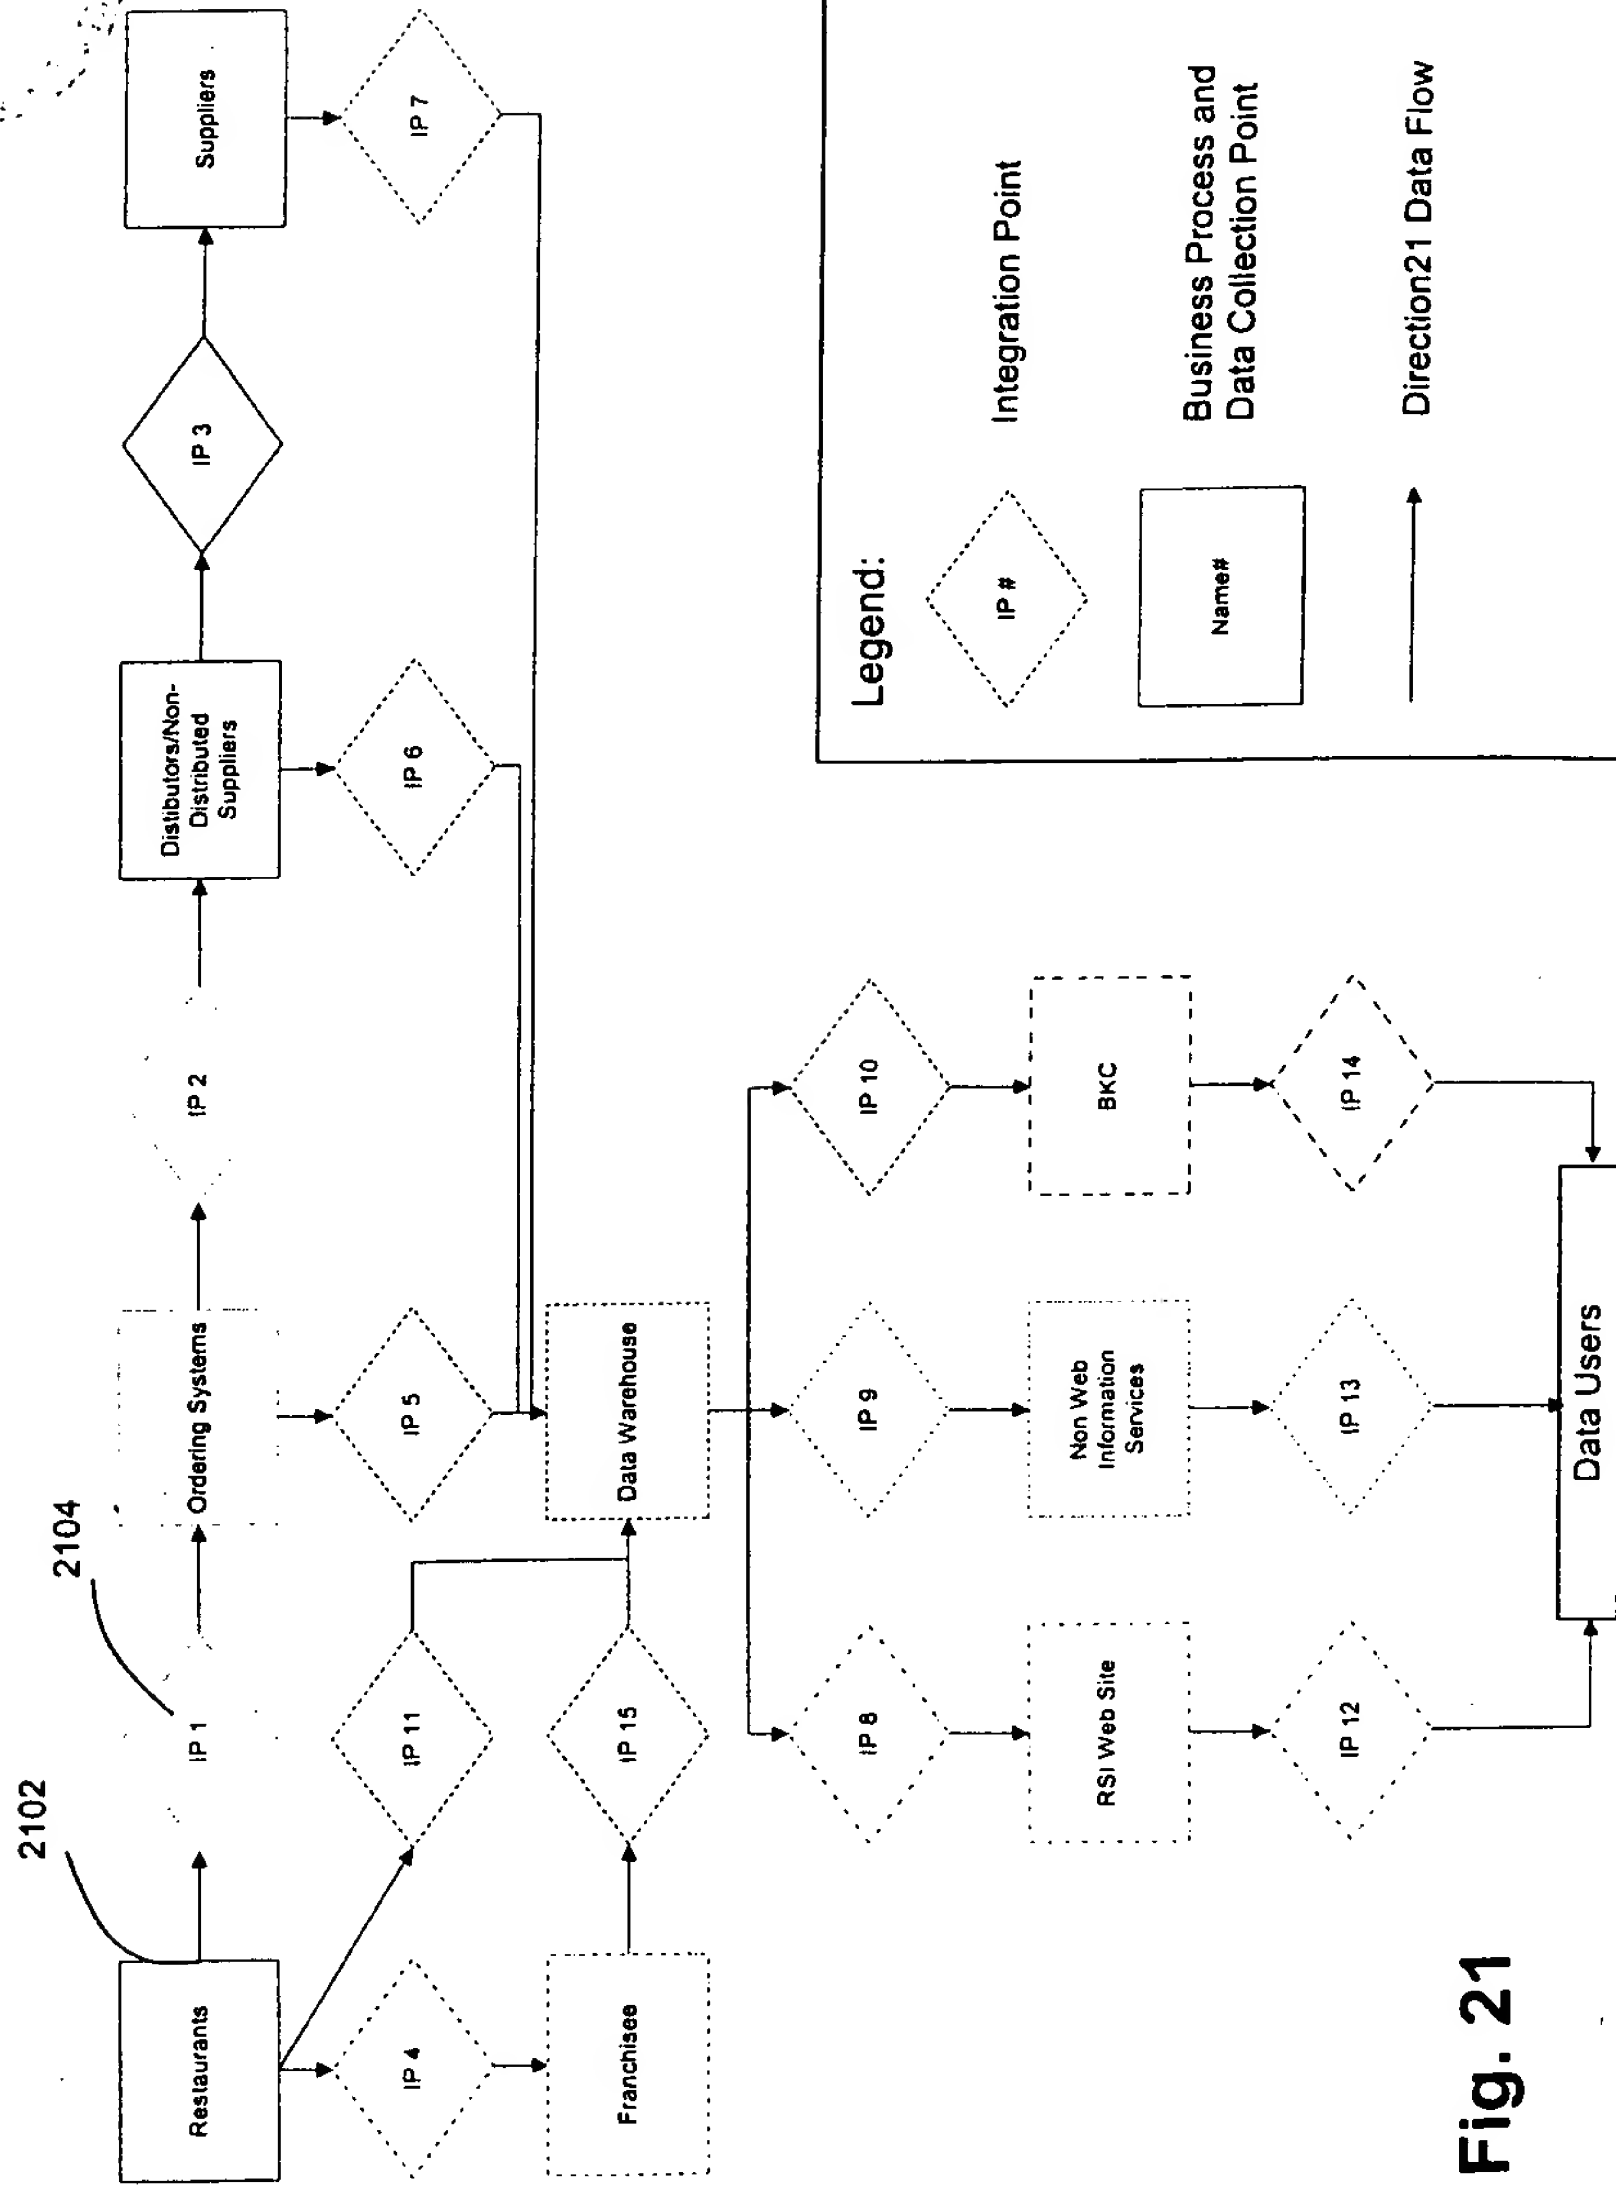 2102
2104
Restaurants
IP 1
Ordering Systems
IP 2
Distibutors/Non-
Distributed
Suppliers
IP 3
Suppliers
IP 4
IP 11
IP 5
IP 6
IP 7
Franchisee
IP 15
Data Warehouse
IP 8
IP 9
IP 10
RSI Web Site
Non Web
Information
Services
BKC
IP 12
IP 13
IP 14
Data Users
Legend:
IP #
Integration Point
Name#
Business Process and
Data Collection Point
Direction21 Data Flow
Fig. 21